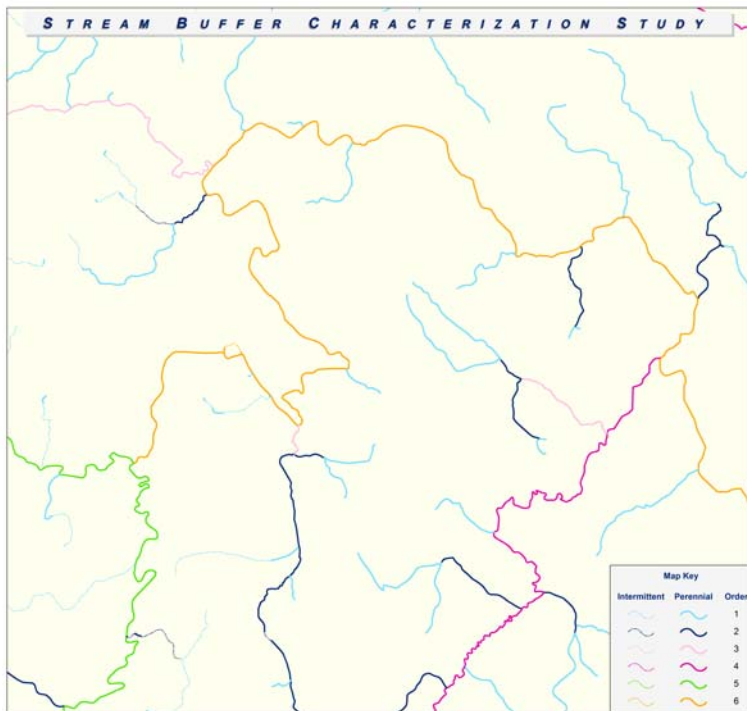 STREAM BUFFER CHARACTERIZATION STUDY
Map Key
Intermittent Perennial Order
1
2
3
4
5
6